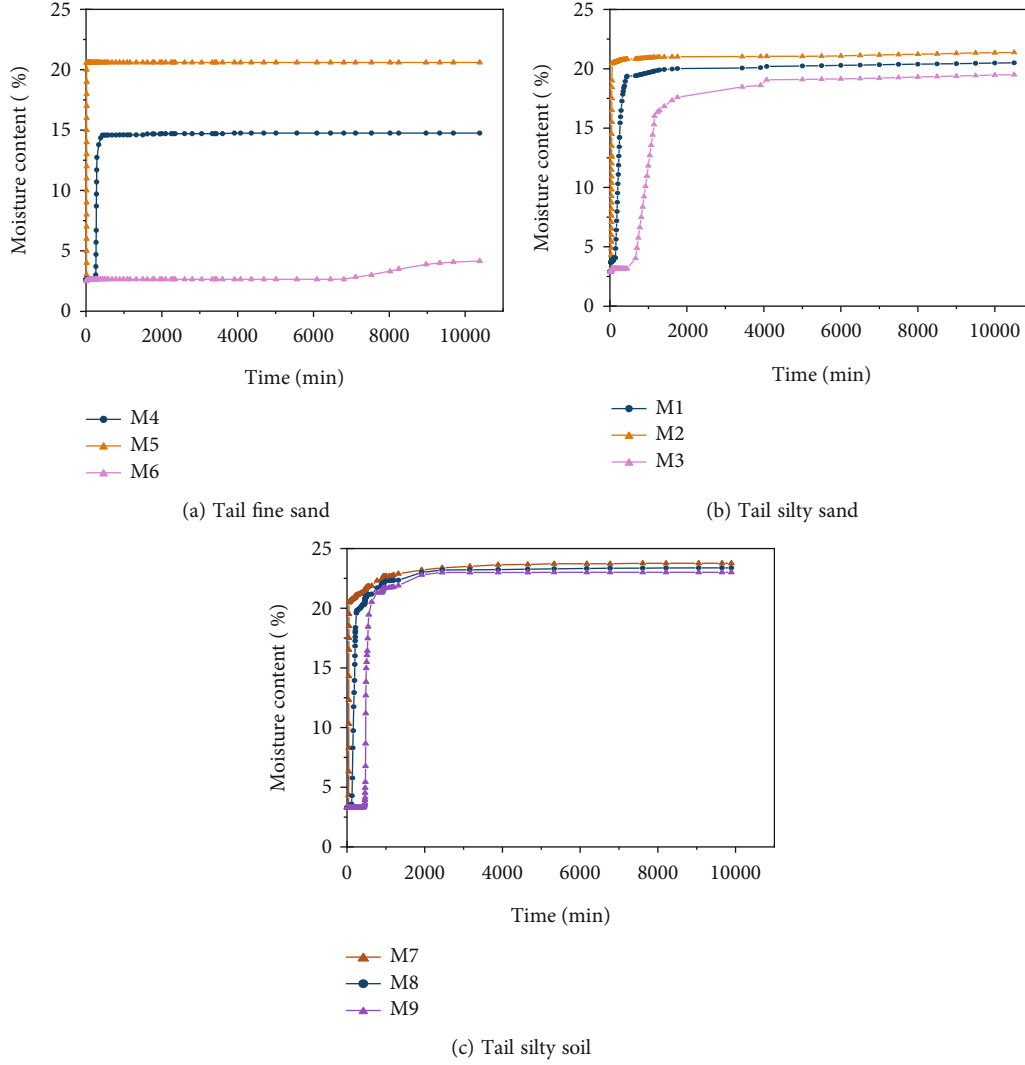 25
20
15
10
5
0
Moisture content ( %)
0 2000 4000 6000 8000 10000
Time (min)
M4
M5
M6
(a) Tail fine sand
25
20
15
10
5
0
Moisture content ( %)
0 2000 4000 6000 8000 10000
Time (min)
M1
M2
M3
(b) Tail silty sand
25
20
15
10
5
0
Moisture content ( %)
0 2000 4000 6000 8000 10000
Time (min)
M7
M8
M9
(c) Tail silty soil